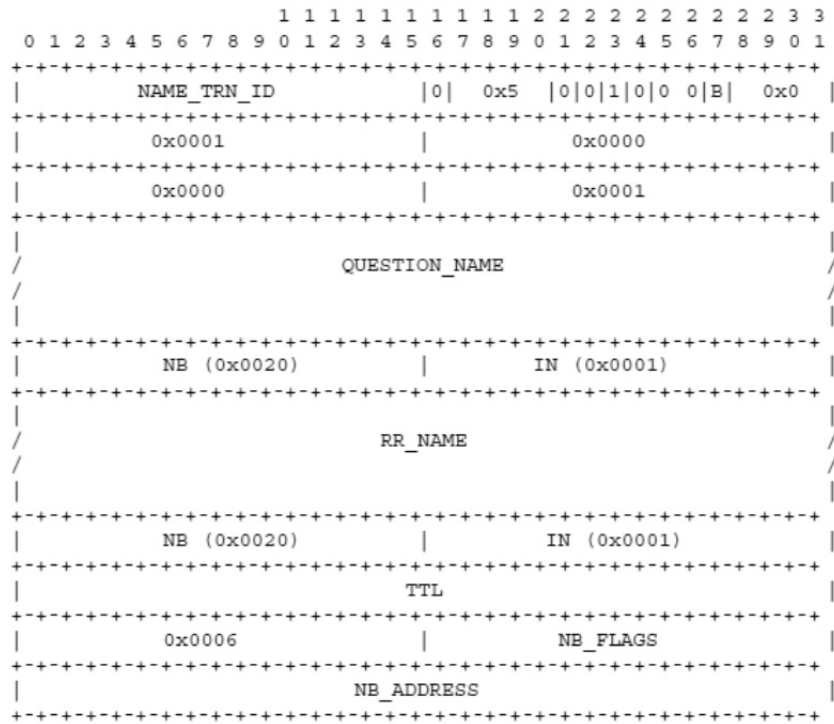 1 1 1 1 1 1 1 1 1 1 2 2 2 2 2 2 2 2 2 2 3 3
0 1 2 3 4 5 6 7 8 9 0 1 2 3 4 5 6 7 8 9 0 1 2 3 4 5 6 7 8 9 0 1
+-+-+-+-+-+-+-+-+-+-+-+-+-+-+-+-+-+-+-+-+-+-+-+-+-+-+-+-+-+-+-+-+
| NAME_TRN_ID |0| 0x5 |0|0|1|0|0 0|B| 0x0 |
+-+-+-+-+-+-+-+-+-+-+-+-+-+-+-+-+-+-+-+-+-+-+-+-+-+-+-+-+-+-+-+-+
| 0x0001 | 0x0000 |
+-+-+-+-+-+-+-+-+-+-+-+-+-+-+-+-+-+-+-+-+-+-+-+-+-+-+-+-+-+-+-+-+
| 0x0000 | 0x0001 |
+-+-+-+-+-+-+-+-+-+-+-+-+-+-+-+-+-+-+-+-+-+-+-+-+-+-+-+-+-+-+-+-+
| |
/ QUESTION_NAME /
/ /
| |
+-+-+-+-+-+-+-+-+-+-+-+-+-+-+-+-+-+-+-+-+-+-+-+-+-+-+-+-+-+-+-+-+
| NB (0x0020) | IN (0x0001) |
+-+-+-+-+-+-+-+-+-+-+-+-+-+-+-+-+-+-+-+-+-+-+-+-+-+-+-+-+-+-+-+-+
| |
/ RR_NAME /
/ /
| |
+-+-+-+-+-+-+-+-+-+-+-+-+-+-+-+-+-+-+-+-+-+-+-+-+-+-+-+-+-+-+-+-+
| NB (0x0020) | IN (0x0001) |
+-+-+-+-+-+-+-+-+-+-+-+-+-+-+-+-+-+-+-+-+-+-+-+-+-+-+-+-+-+-+-+-+
| TTL |
+-+-+-+-+-+-+-+-+-+-+-+-+-+-+-+-+-+-+-+-+-+-+-+-+-+-+-+-+-+-+-+-+
| 0x0006 | NB_FLAGS |
+-+-+-+-+-+-+-+-+-+-+-+-+-+-+-+-+-+-+-+-+-+-+-+-+-+-+-+-+-+-+-+-+
| NB_ADDRESS |
+-+-+-+-+-+-+-+-+-+-+-+-+-+-+-+-+-+-+-+-+-+-+-+-+-+-+-+-+-+-+-+-+